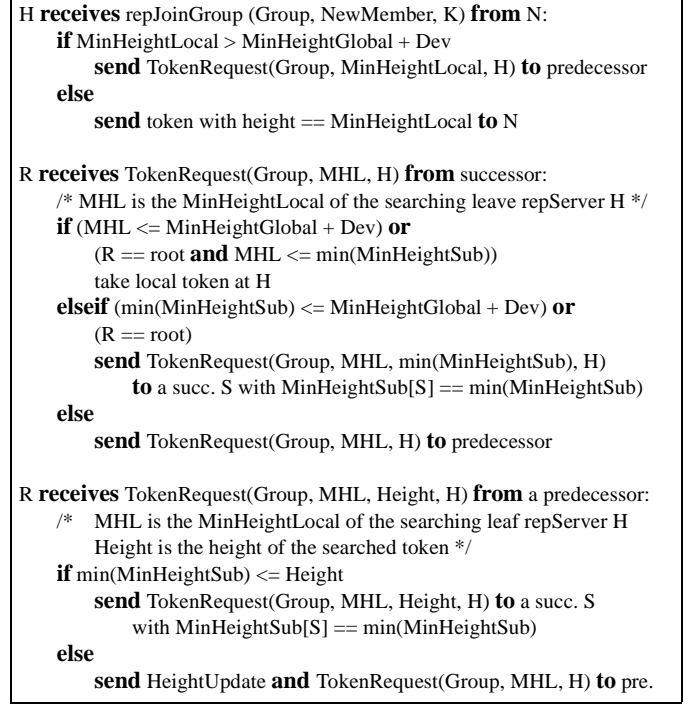 H receives repJoinGroup (Group, NewMember, K) from N:
if MinHeightLocal > MinHeightGlobal + Dev
send TokenRequest(Group, MinHeightLocal, H) to predecessor
else
send token with height == MinHeightLocal to N
R receives TokenRequest(Group, MHL, H) from successor:
/* MHL is the MinHeightLocal of the searching leave repServer H */
if (MHL <= MinHeightGlobal + Dev) or
(R == root and MHL <= min(MinHeightSub))
take local token at H
elseif (min(MinHeightSub) <= MinHeightGlobal + Dev) or
(R == root)
send TokenRequest(Group, MHL, min(MinHeightSub), H)
to a succ. S with MinHeightSub[S] == min(MinHeightSub)
else
send TokenRequest(Group, MHL, H) to predecessor
R receives TokenRequest(Group, MHL, Height, H) from a predecessor:
/* MHL is the MinHeightLocal of the searching leaf repServer H
Height is the height of the searched token */
if min(MinHeightSub) <= Height
send TokenRequest(Group, MHL, Height, H) to a succ. S
with MinHeightSub[S] == min(MinHeightSub)
else
send HeightUpdate and TokenRequest(Group, MHL, H) to pre.